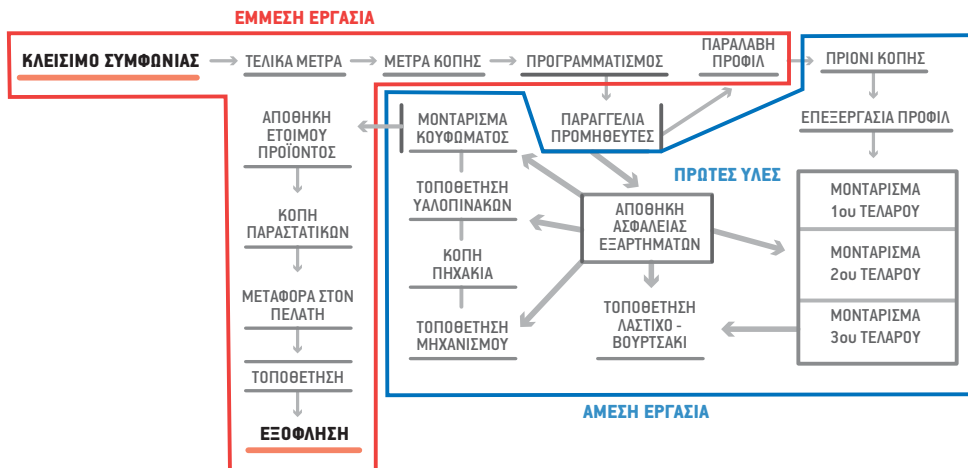 ΕΜΜΕΣΗ ΕΡΓΑΣΙΑ
ΚΛΕΙΣΙΜΟ ΣΥΜΦΩΝΙΑΣ
ΤΕΛΙΚΑ ΜΕΤΡΑ
ΜΕΤΡΑ ΚΟΠΗΣ
ΠΡΟΓΡΑΜΜΑΤΙΣΜΟΣ
ΠΑΡΑΛΑΒΗ
ΠΡΟΦΙΛ
ΠΡΙΟΝΙ ΚΟΠΗΣ
ΑΠΟΘΗΚΗ
ΕΤΟΙΜΟΥ
ΠΡΟΪΟΝΤΟΣ
ΜΟΝΤΑΡΙΣΜΑ
ΚΟΥΦΩΜΑΤΟΣ
ΠΑΡΑΓΓΕΛΙΑ
ΠΡΟΜΗΘΕΥΤΕΣ
ΕΠΕΞΕΡΓΑΣΙΑ ΠΡΟΦΙΛ
ΠΡΩΤΕΣ ΥΛΕΣ
ΤΟΠΟΘΕΤΗΣΗ
ΥΑΛΟΠΙΝΑΚΩΝ
ΑΠΟΘΗΚΗ
ΑΣΦΑΛΕΙΑΣ
ΕΞΑΡΤΗΜΑΤΩΝ
ΜΟΝΤΑΡΙΣΜΑ
1ου ΤΕΛΑΡΟΥ
ΚΟΠΗ
ΠΑΡΑΣΤΑΤΙΚΩΝ
ΚΟΠΗ
ΠΗΧΑΚΙΑ
ΜΟΝΤΑΡΙΣΜΑ
2ου ΤΕΛΑΡΟΥ
ΜΕΤΑΦΟΡΑ ΣΤΟΝ
ΠΕΛΑΤΗ
ΤΟΠΟΘΕΤΗΣΗ
ΜΗΧΑΝΙΣΜΟΥ
ΤΟΠΟΘΕΤΗΣΗ
ΛΑΣΤΙΧΟ -
ΒΟΥΡΤΣΑΚΙ
ΜΟΝΤΑΡΙΣΜΑ
3ου ΤΕΛΑΡΟΥ
ΤΟΠΟΘΕΤΗΣΗ
ΑΜΕΣΗ ΕΡΓΑΣΙΑ
ΕΞΟΦΛΗΣΗ